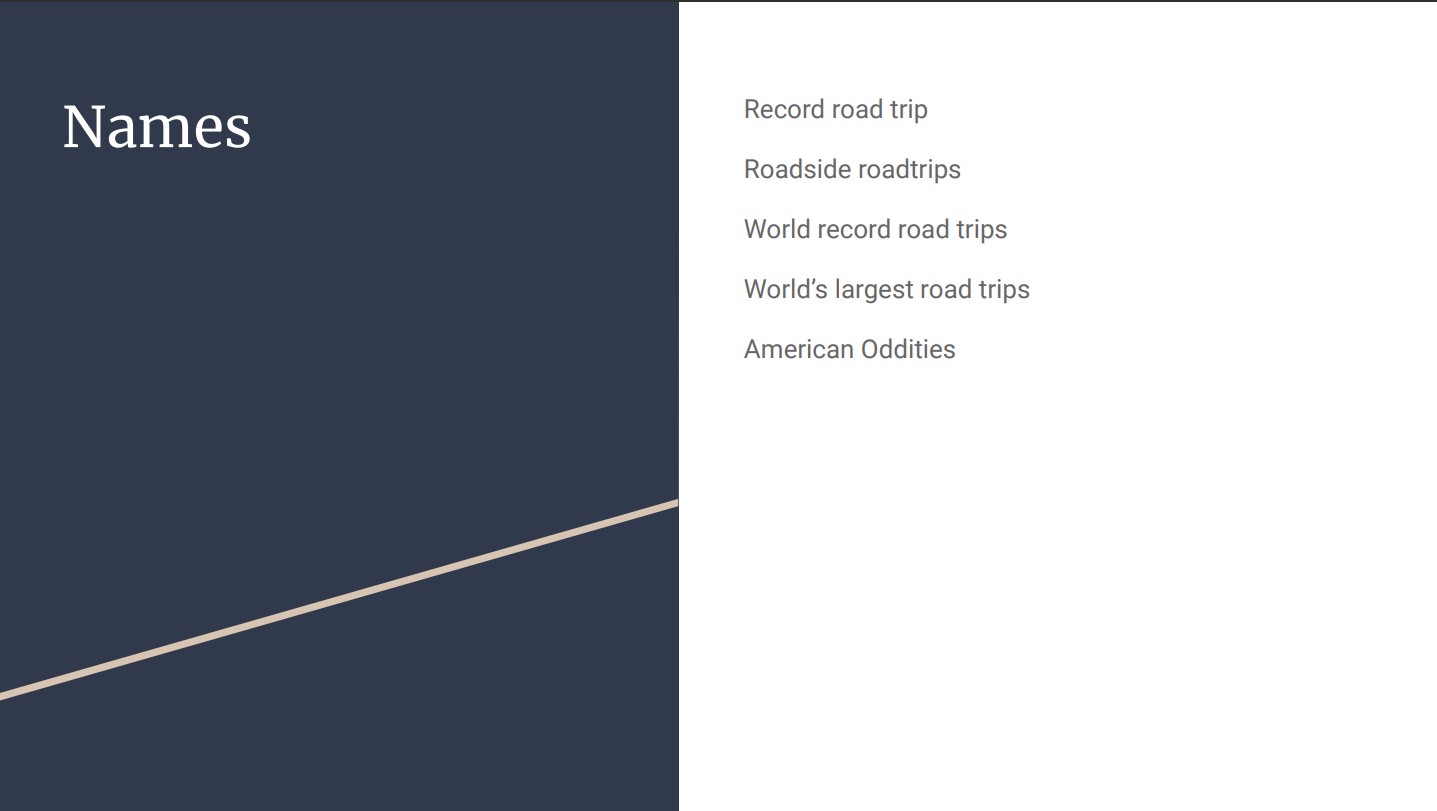 Names
Record road trip
Roadside roadtrips
World record road trips
World’s largest road trips
American Oddities